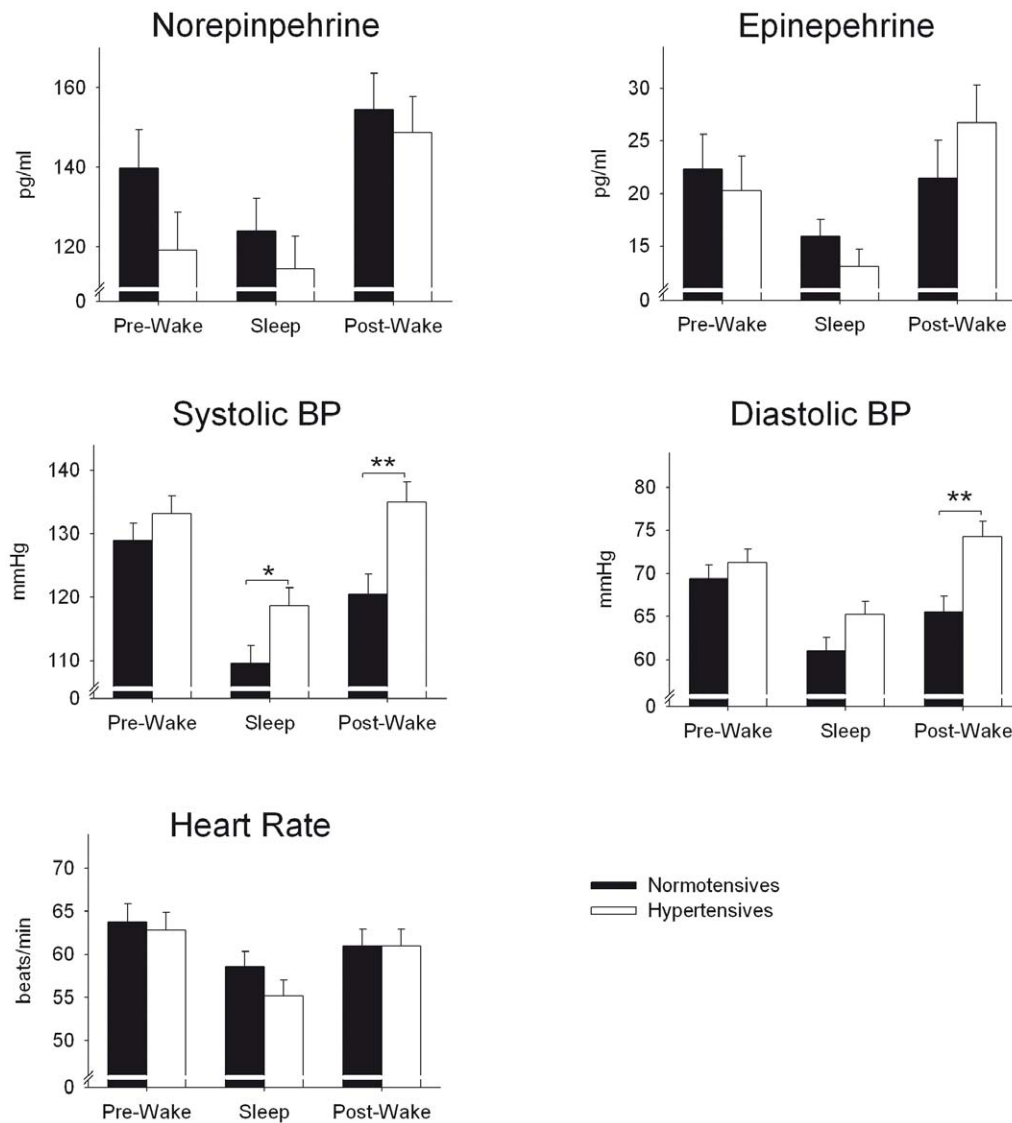 Norepinpehrine
160
140
120
0
pg/ml
Pre-Wake Sleep Post-Wake
Epinepehrine
30
25
20
15
0
pg/ml
Pre-Wake Sleep Post-Wake
Systolic BP
140
130
120
110
0
mmHg
*
**
Pre-Wake Sleep Post-Wake
Diastolic BP
80
75
70
65
60
0
mmHg
**
Pre-Wake Sleep Post-Wake
Heart Rate
70
65
60
55
50
0
beats/min
Pre-Wake Sleep Post-Wake
Normotensives
Hypertensives